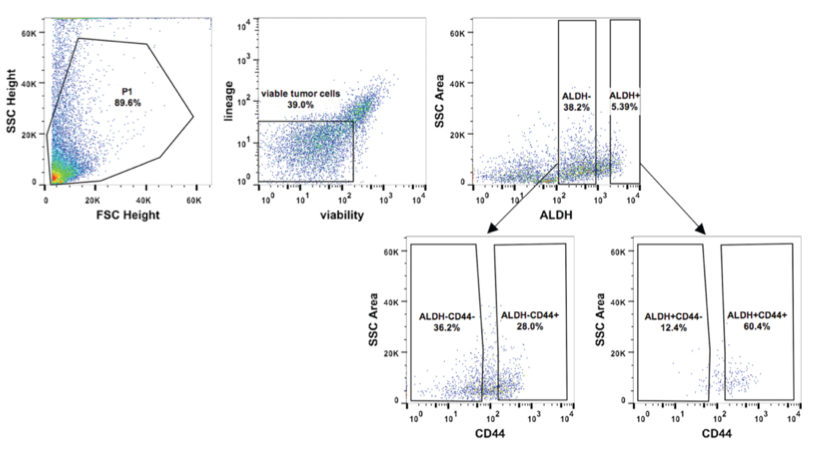 60K
40K
20K
0
SSC Height
P1
89.6%
0
20K
40K
60K
FSC Height
10^4
10^3
10^2
10^1
10^0
lineage
viable tumor cells
39.0%
10^0
10^1
10^2
10^3
10^4
viability
60K
40K
20K
0
SSC Area
ALDH-
38.2%
ALDH+
5.39%
10^0
10^1
10^2
10^3
10^4
ALDH
60K
40K
20K
0
SSC Area
ALDH-CD44-
36.2%
ALDH-CD44+
28.0%
10^0
10^1
10^2
10^3
10^4
CD44
60K
40K
20K
0
SSC Area
ALDH+CD44-
12.4%
ALDH+CD44+
60.4%
10^0
10^1
10^2
10^3
10^4
CD44